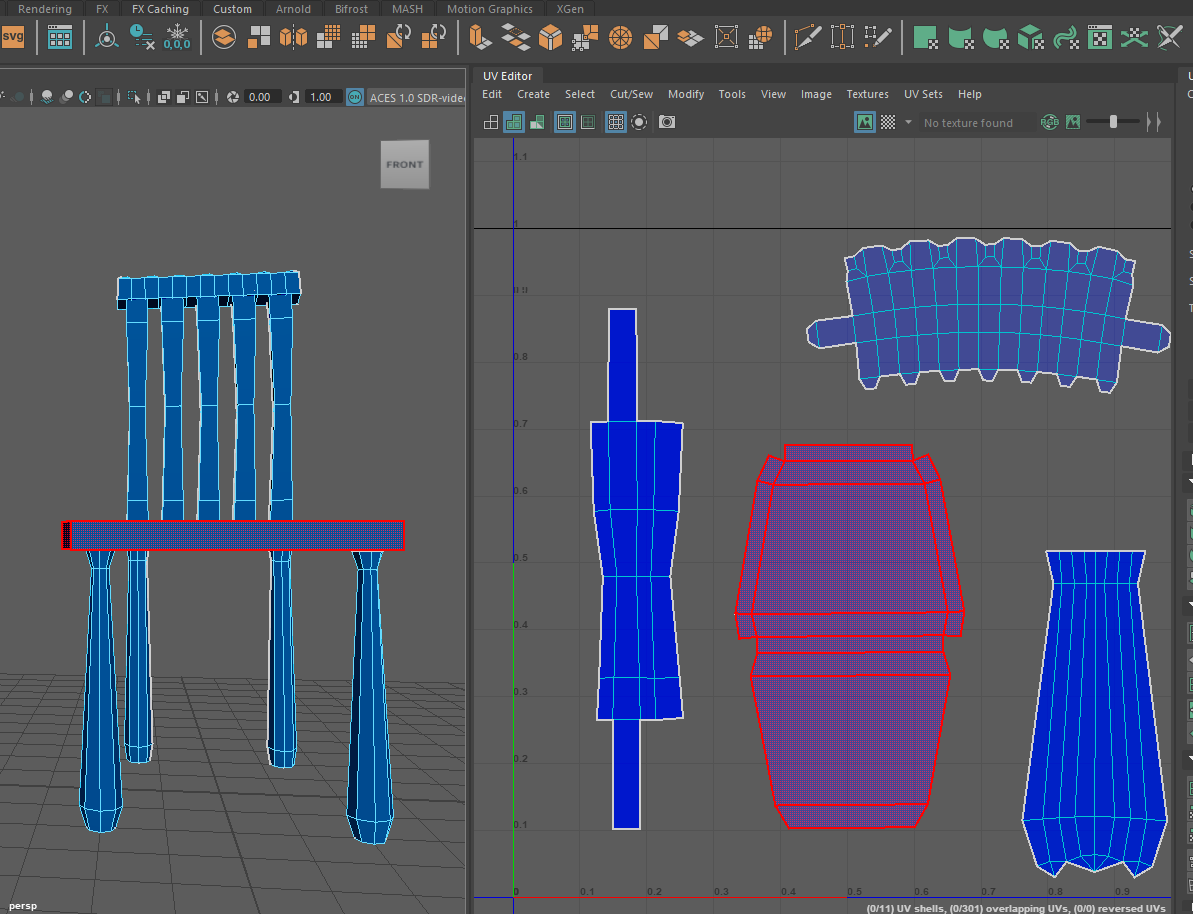 Rendering FX FX Caching Custom Arnold Bifrost MASH Motion Graphics XGen
svg 0,0,0
UV Editor
Edit Create Select Cut/Sew Modify Tools View Image Textures UV Sets Help
0.00 1.00 ON ACES 1.0 SDR-video
No texture found RGB
FRONT
1.1
1
0.9
0.8
0.7
0.6
0.5
0.4
0.3
0.2
0.1
0 0.1 0.2 0.3 0.4 0.5 0.6 0.7 0.8 0.9
persp
(0/11) UV shells, (0/301) overlapping UVs, (0/0) reversed UVs